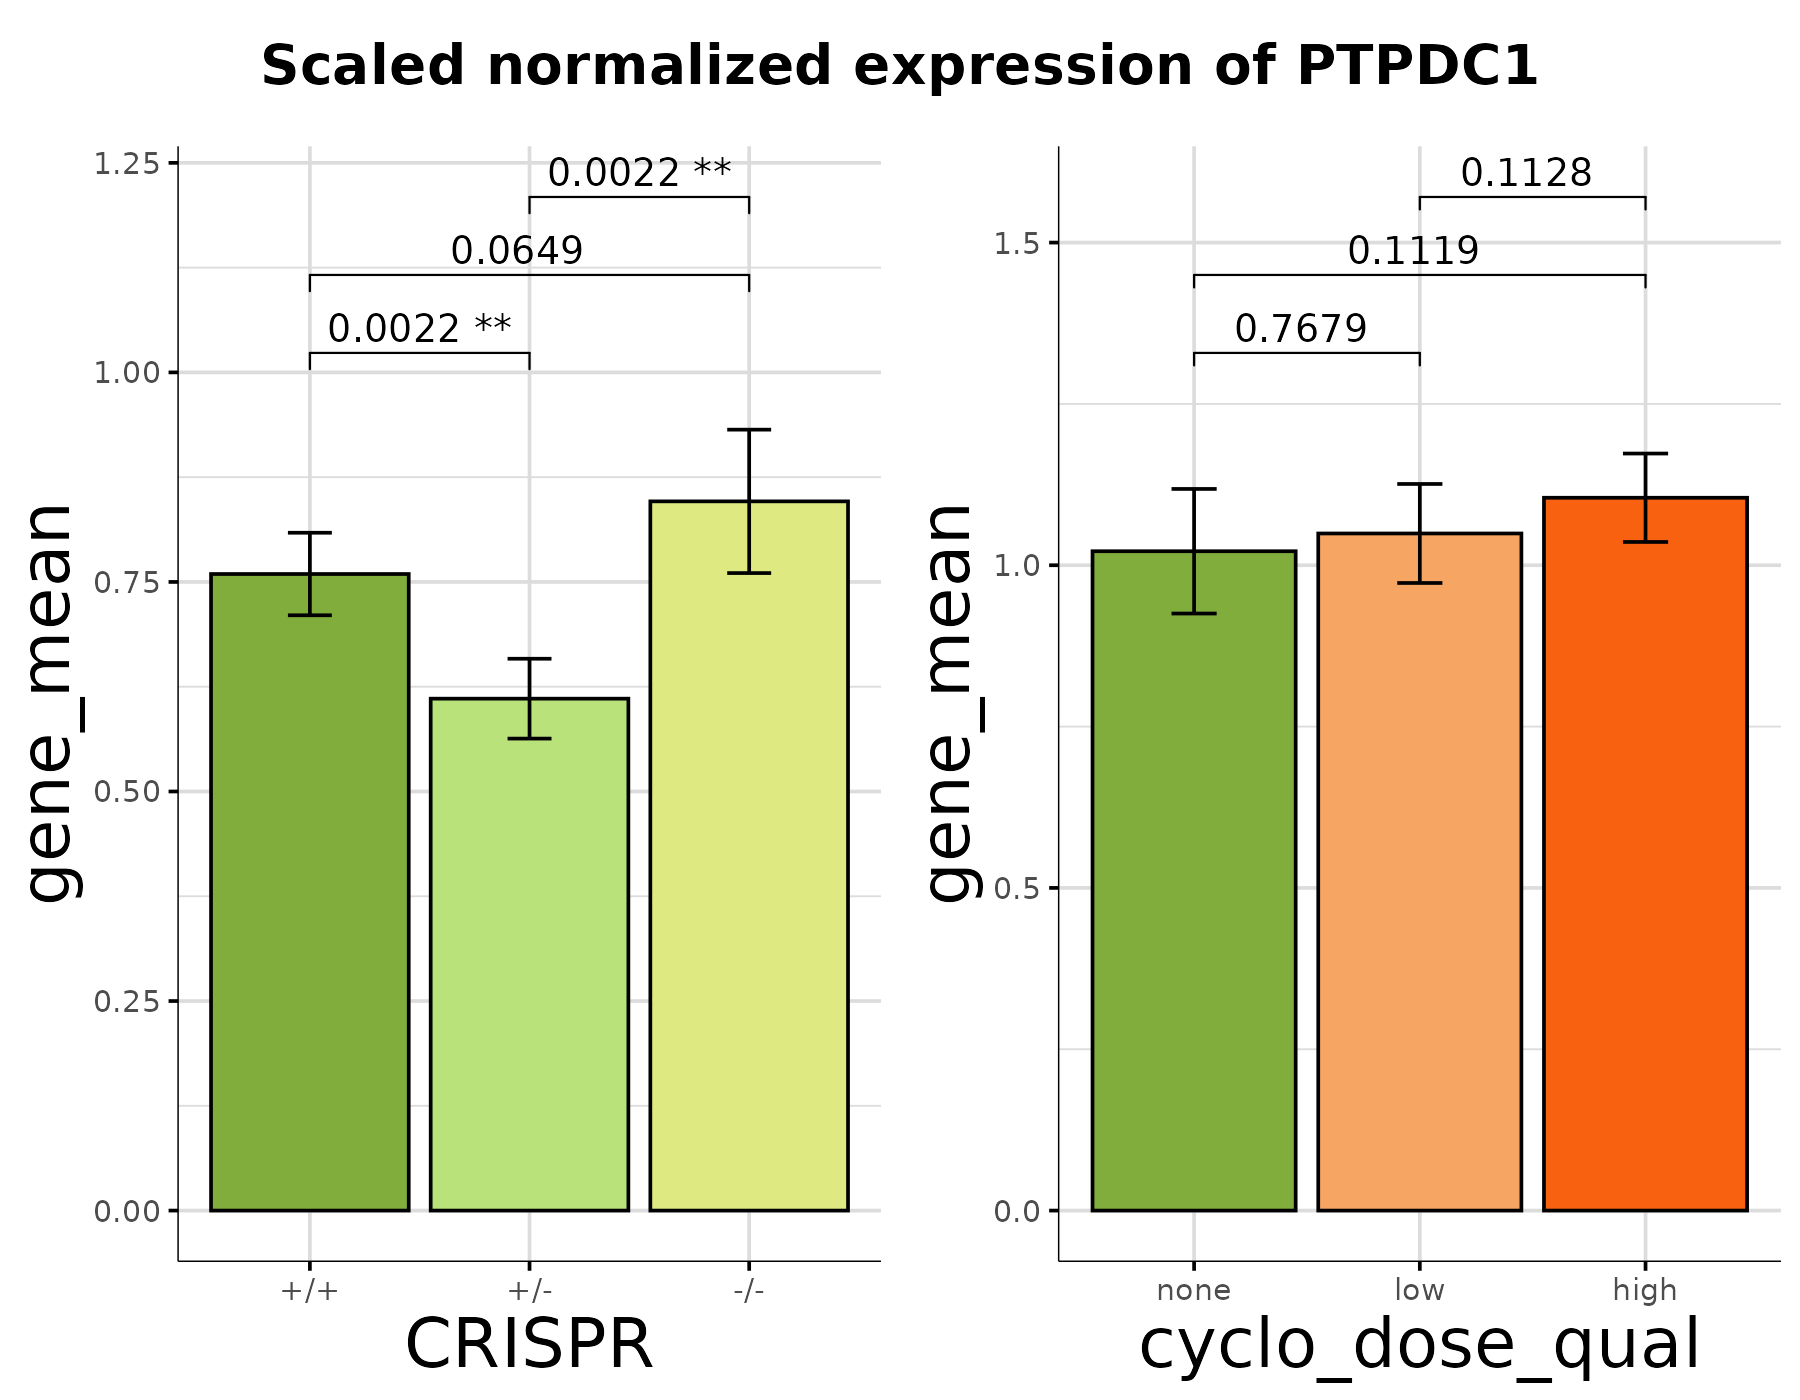 Scaled normalized expression of PTPDC1
gene_mean
1.25
1.00
0.75
0.50
0.25
0.00
0.0022 **
0.0649
0.0022 **
+/+
+/-
-/-
CRISPR
gene_mean
1.5
1.0
0.5
0.0
0.1128
0.1119
0.7679
none
low
high
cyclo_dose_qual